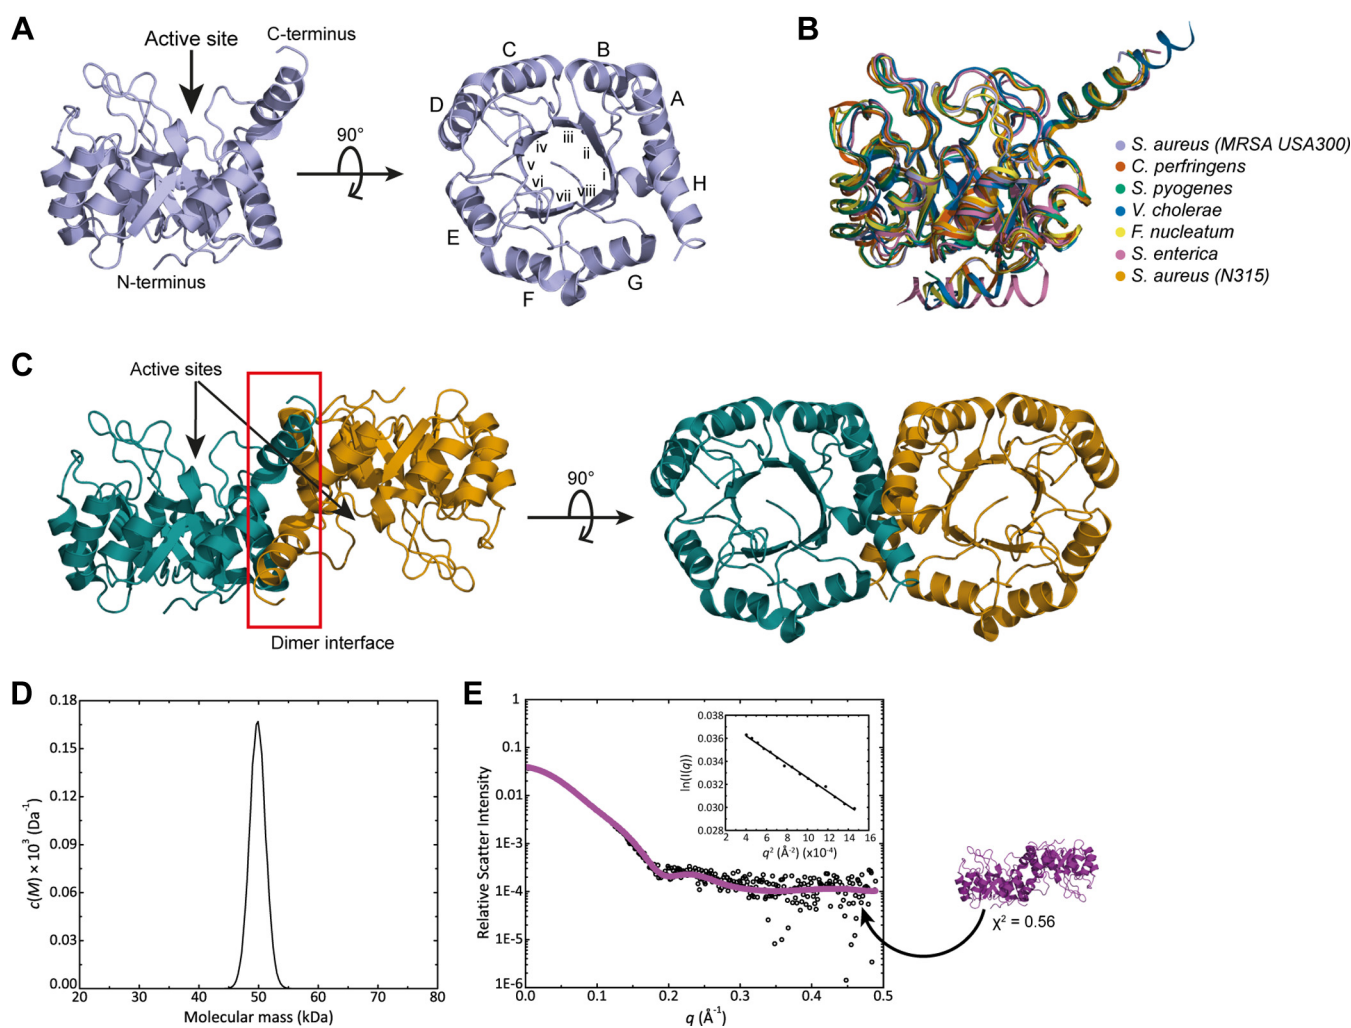 A
Active site
C-terminus
N-terminus
90°
C
B
D
A
iii
iv
ii
v
i
vi
vii
viii
H
E
F
G
B
S. aureus (MRSA USA300)
C. perfringens
S. pyogenes
V. cholerae
F. nucleatum
S. enterica
S. aureus (N315)
C
Active sites
Dimer interface
90°
D
0.18
0.15
0.12
0.09
0.06
0.03
0.00
c(M) × 10³ (Da⁻¹)
20
30
40
50
60
70
80
Molecular mass (kDa)
E
1
0.1
0.01
1E-3
1E-4
1E-5
1E-6
Relative Scatter Intensity
0.0
0.1
0.2
0.3
0.4
0.5
q (Å⁻¹)
0.038
0.036
0.034
0.032
0.030
0.028
ln(I(q))
2
4
6
8
10
12
14
16
q² (Å⁻²) (x10⁻⁴)
χ² = 0.56